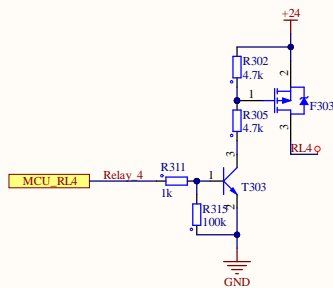 +24
R302
4.7k
2
1
F303
R305
4.7k
3
RL4
3
MCU_RL4
Relay_4
R311
1k
1
T303
2
R315
100k
GND